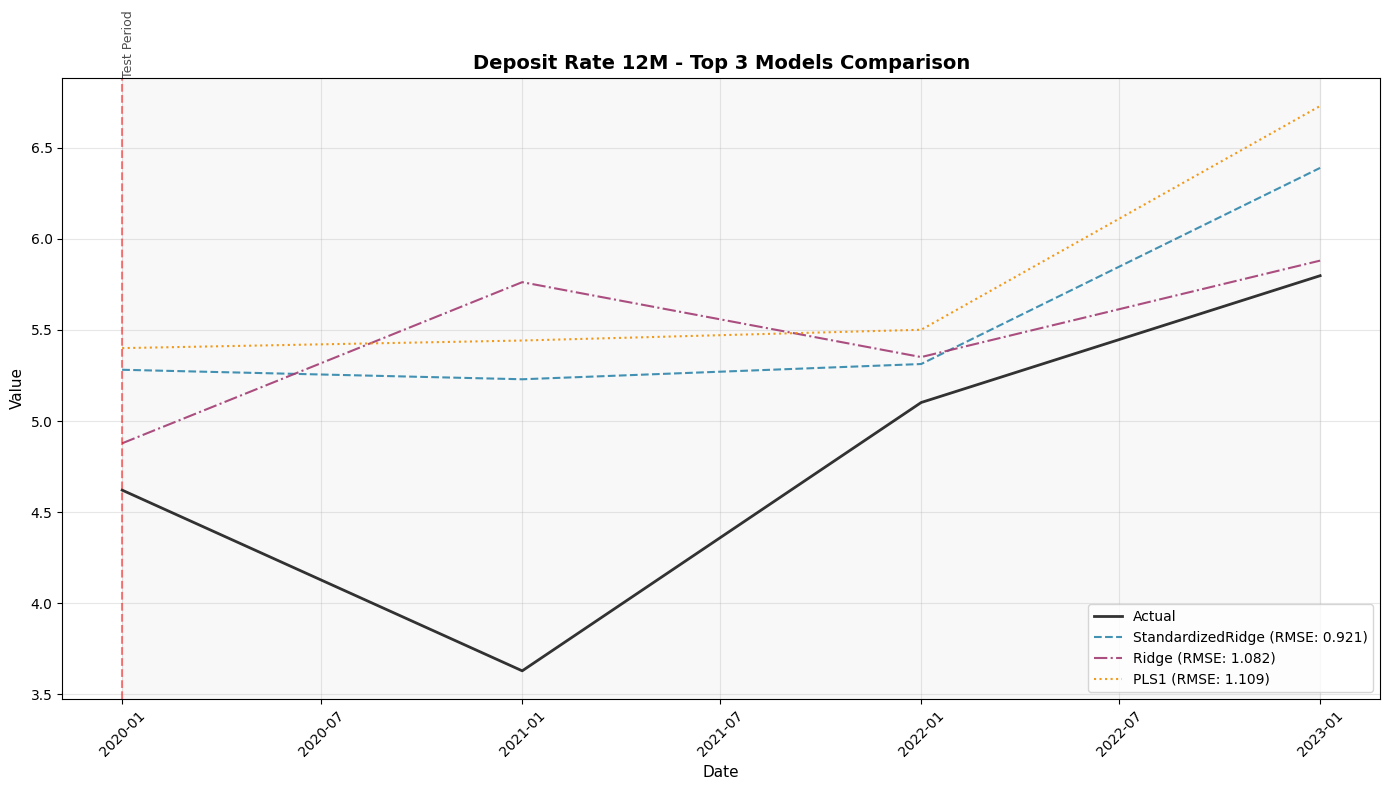 Test Period
Deposit Rate 12M - Top 3 Models Comparison
Value
6.5
6.0
5.5
5.0
4.5
4.0
3.5
Actual
StandardizedRidge (RMSE: 0.921)
Ridge (RMSE: 1.082)
PLS1 (RMSE: 1.109)
2020-01
2020-07
2021-01
2021-07
2022-01
2022-07
2023-01
Date